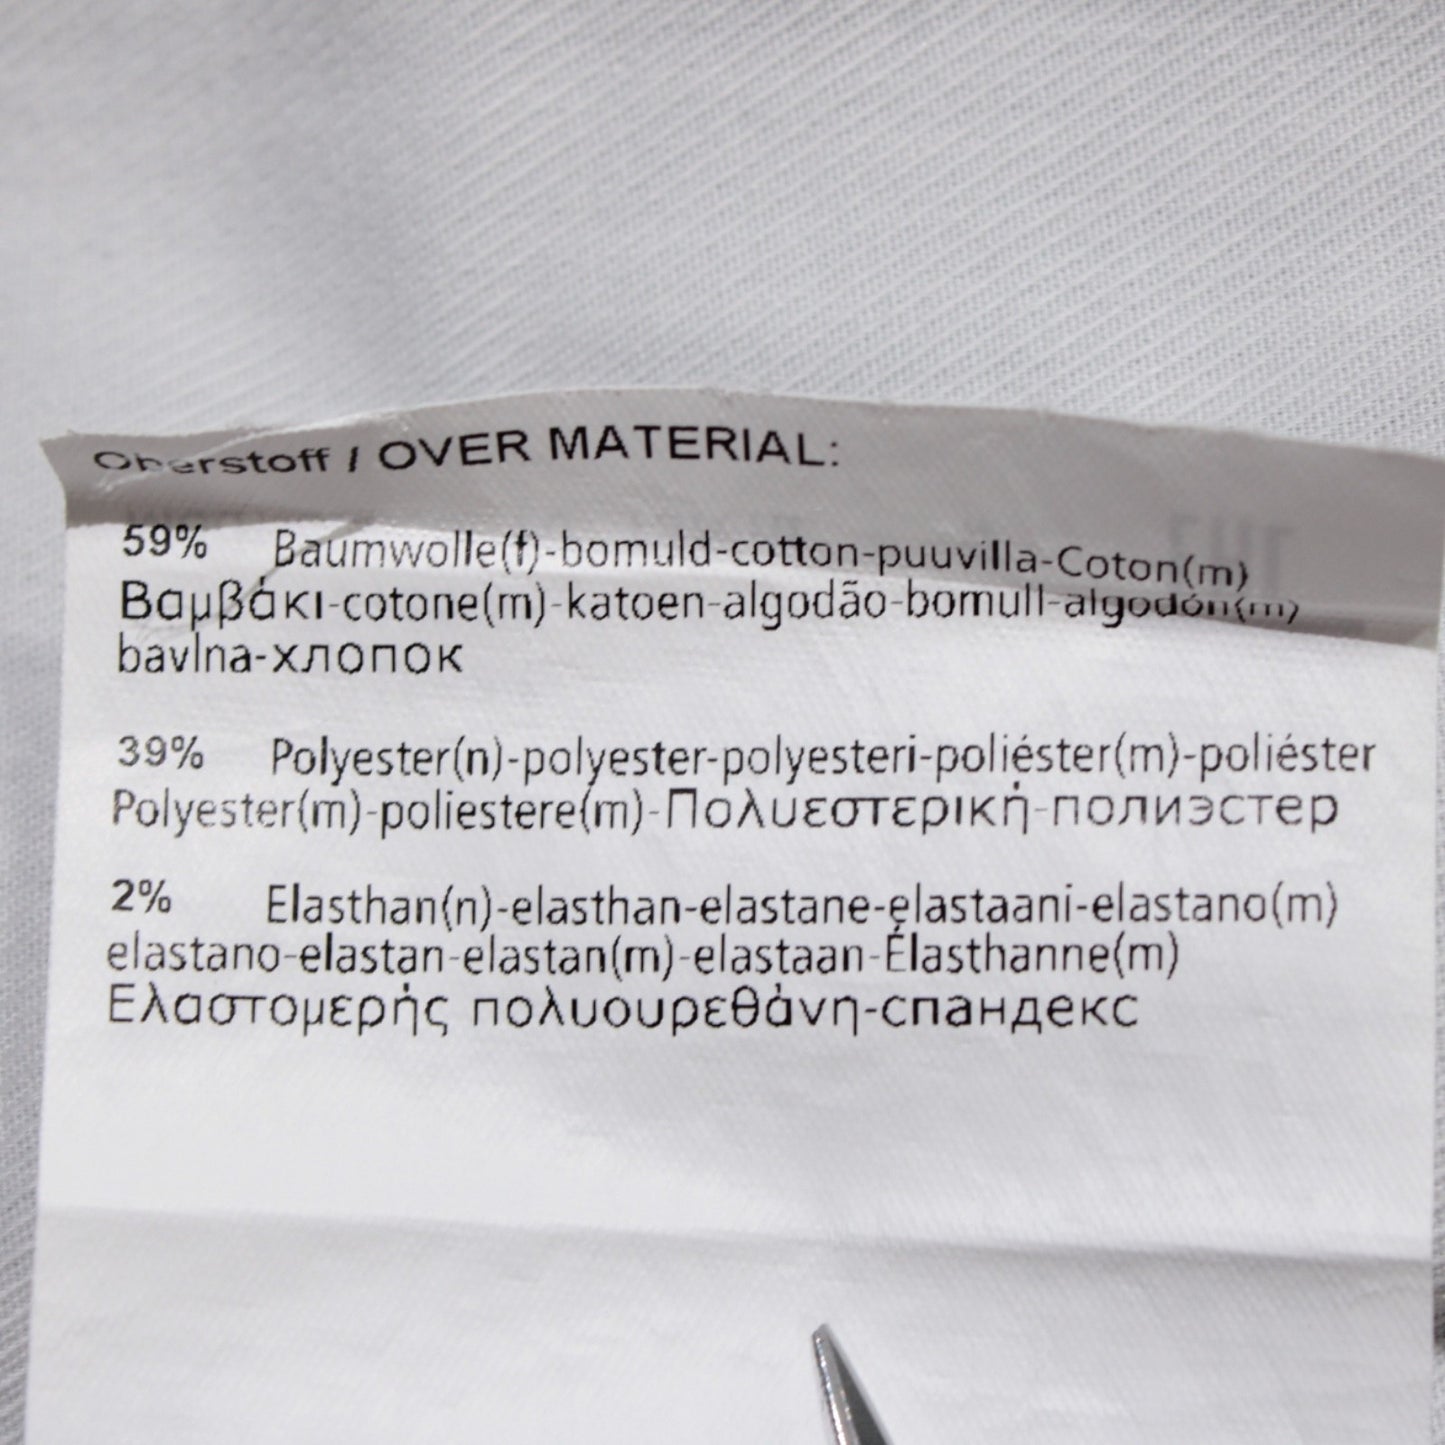 Oberstoff / OVER MATERIAL:
59% Baumwolle(f)-bomuld-cotton-puuvilla-Coton(m)
Βαμβάκι-cotone(m)-katoen-algodão-bomull-algodón(m)
bavlna-хлопок
39% Polyester(n)-polyester-polyesteri-poliéster(m)-poliéster
Polyester(m)-poliestere(m)-Πολυεστερική-полиэстер
2% Elasthan(n)-elasthan-elastane-elastaani-elastano(m)
elastano-elastan-elastan(m)-elastaan-Élasthanne(m)
Ελαστομερής πολυουρεθάνη-спандекс